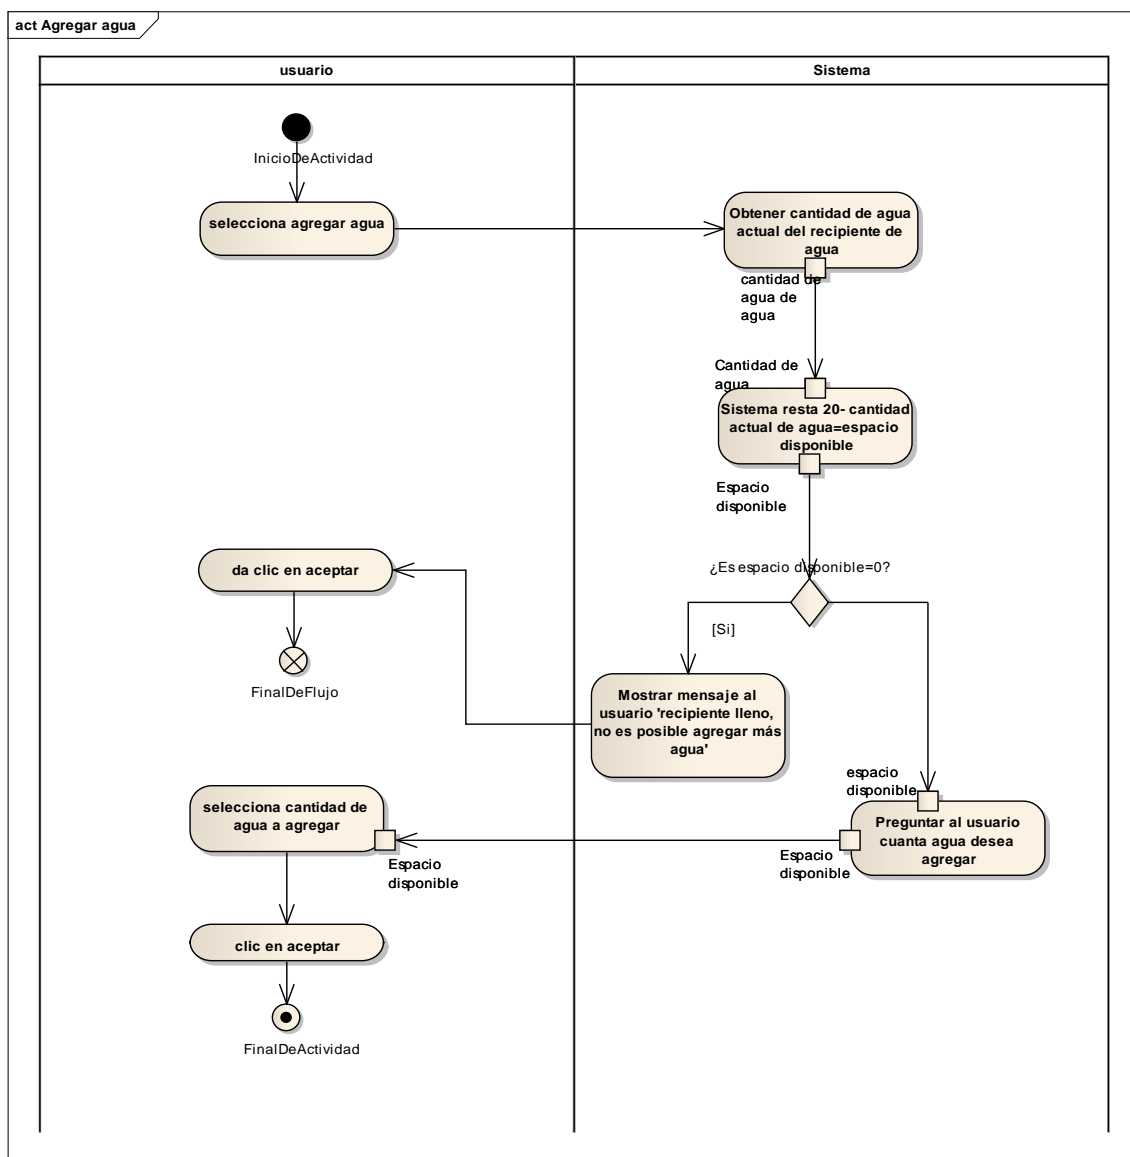 act Agregar agua
usuario
Sistema
InicioDeActividad
selecciona agregar agua
Obtener cantidad de agua
actual del recipiente de
agua
cantidad de
agua de
agua
Cantidad de
agua
Sistema resta 20- cantidad
actual de agua=espacio
disponible
Espacio
disponible
¿Es espacio disponible=0?
[Si]
da clic en aceptar
FinalDeFlujo
Mostrar mensaje al
usuario 'recipiente lleno,
no es posible agregar más
agua'
espacio
disponible
Preguntar al usuario
cuanta agua desea
agregar
Espacio
disponible
selecciona cantidad de
agua a agregar
Espacio
disponible
clic en aceptar
FinalDeActividad